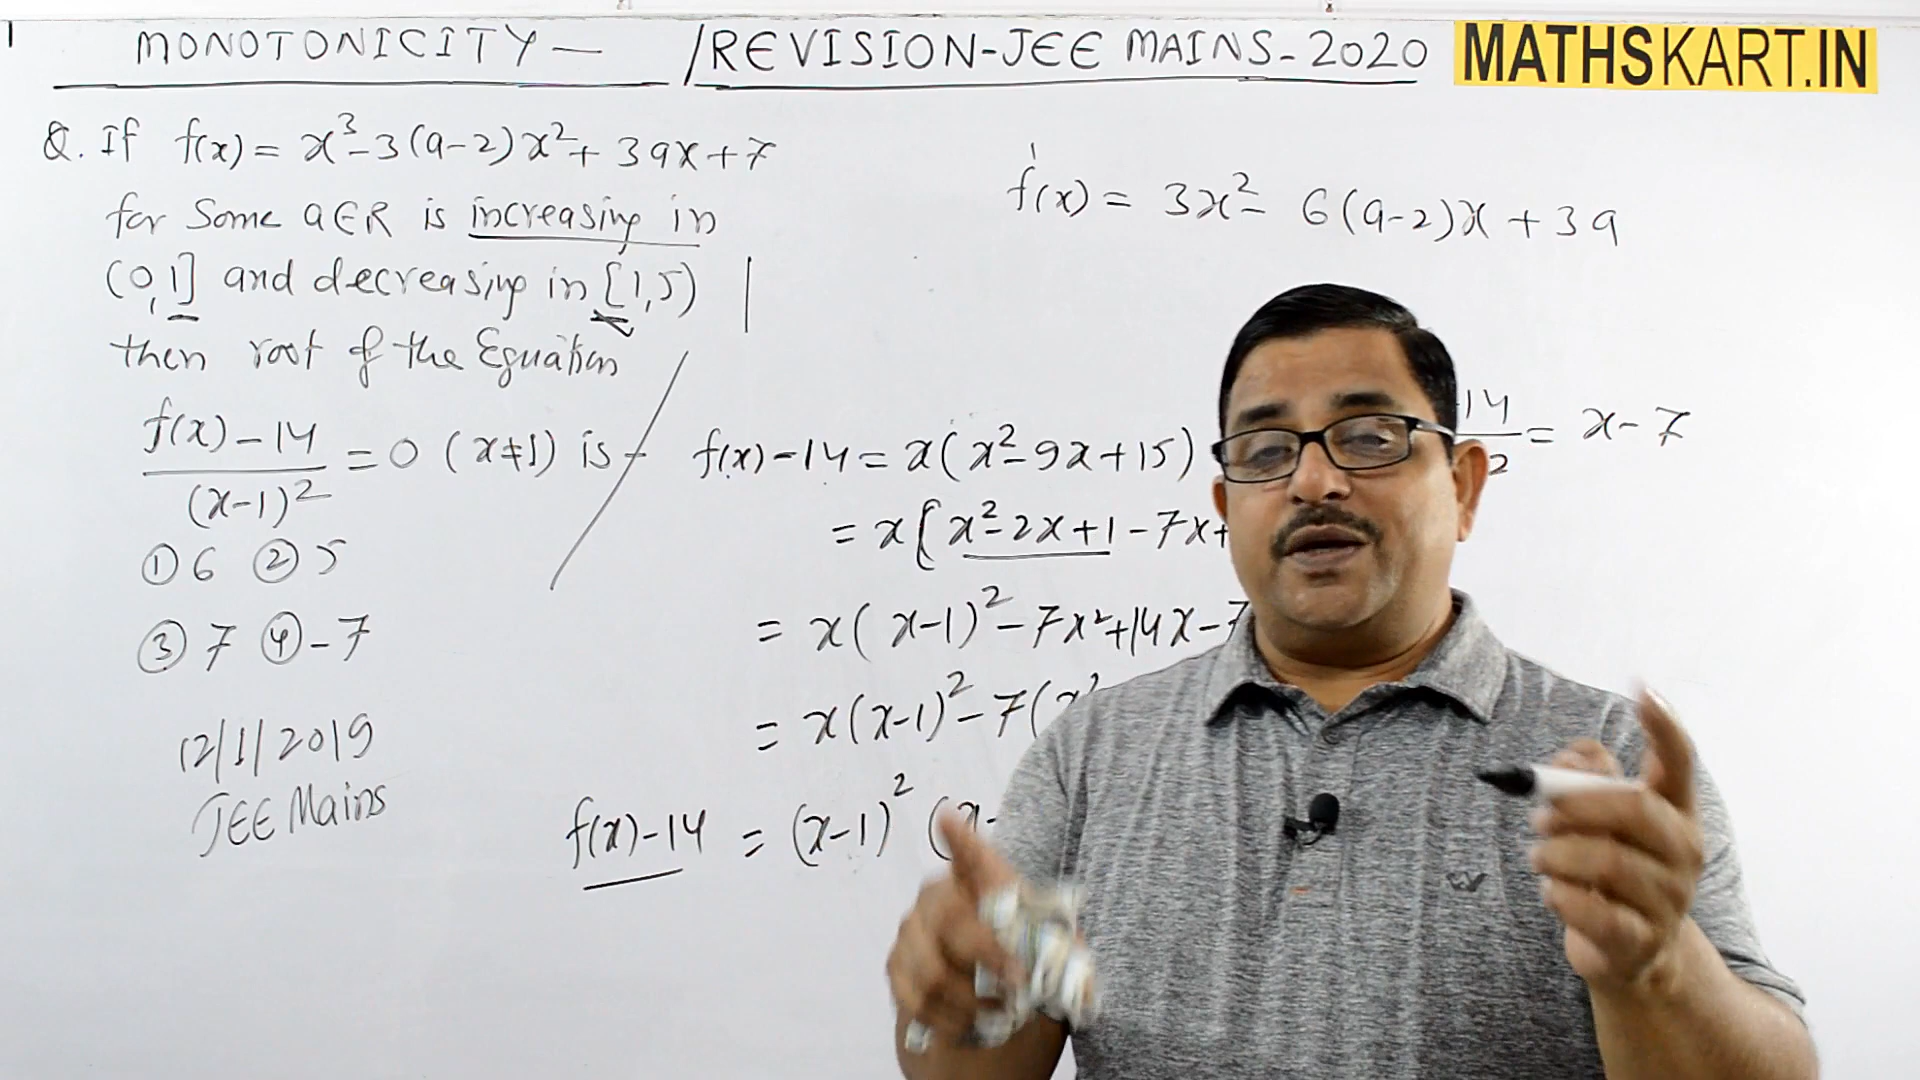 MONOTONICITY — /REVISION-JEE MAINS-2020
MATHSKART.IN
Q. If f(x) = x³-3(a-2)x²+3ax+7
for Some a∈R is increasing in
(0,1] and decreasing in [1,5)
then root of the Equation
f(x)-14
/(x-1)² = 0 (x≠1) is -
① 6 ② 5
③ 7 ④ -7
12/1/2019
JEE Mains
f'(x) = 3x²- 6(a-2)x+3a
f(x)-14 = x(x²-9x+15)
= x[x²-2x+1-7x+
= x(x-1)²-7x²+14x-7
= x(x-1)²-7(x²
f(x)-14 = (x-1)² (x-
14
2 = x-7